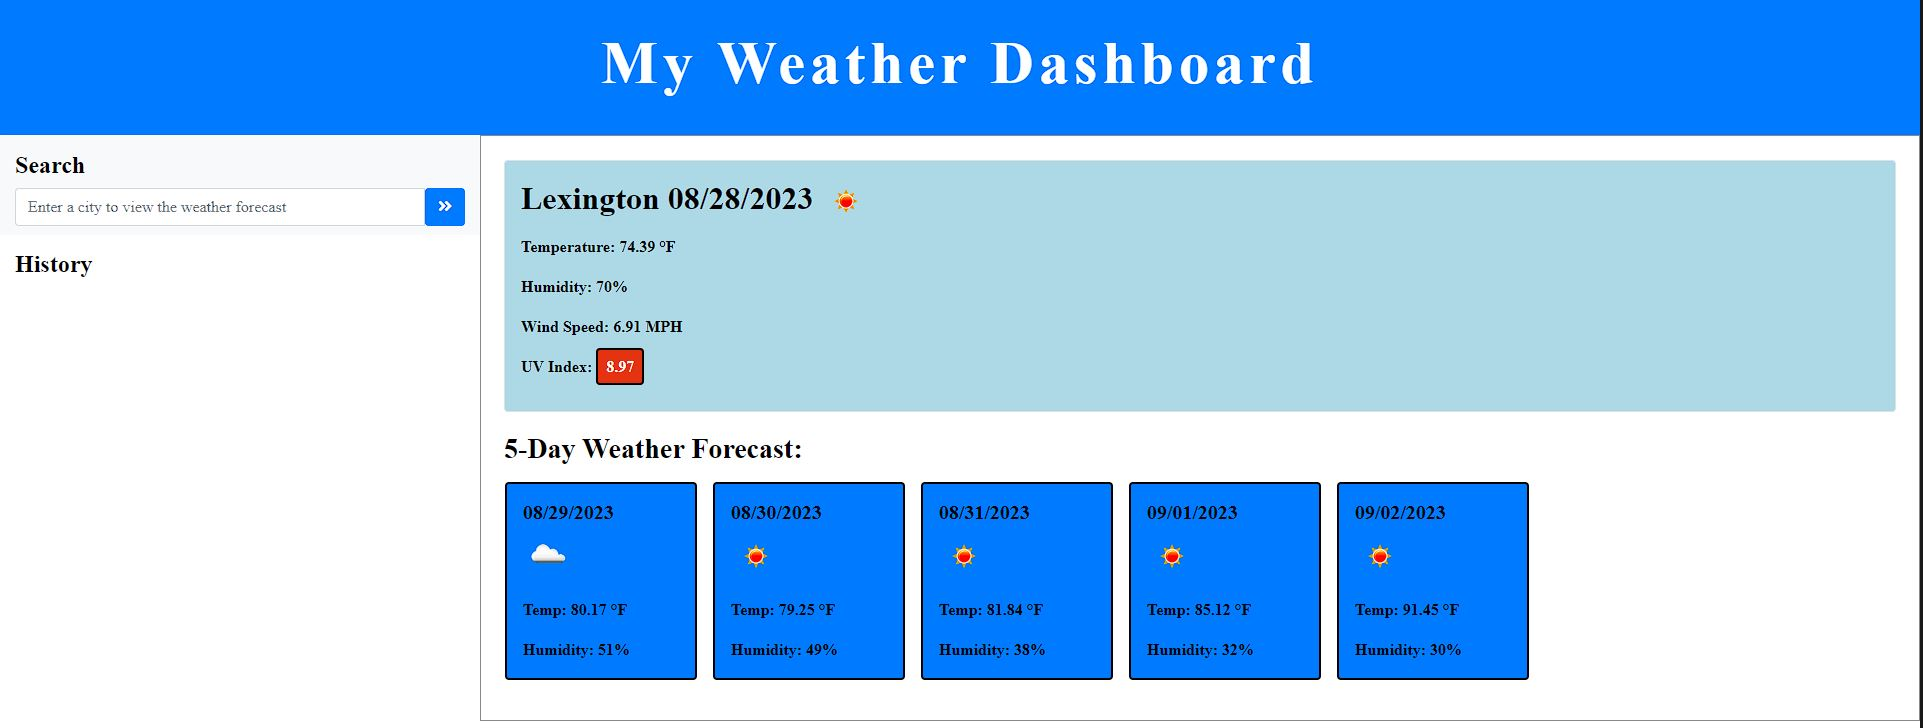 My Weather Dashboard
Search
Enter a city to view the weather forecast
History
Lexington 08/28/2023
Temperature: 74.39 °F
Humidity: 70%
Wind Speed: 6.91 MPH
UV Index: 8.97
5-Day Weather Forecast:
08/29/2023
Temp: 80.17 °F
Humidity: 51%
08/30/2023
Temp: 79.25 °F
Humidity: 49%
08/31/2023
Temp: 81.84 °F
Humidity: 38%
09/01/2023
Temp: 85.12 °F
Humidity: 32%
09/02/2023
Temp: 91.45 °F
Humidity: 30%